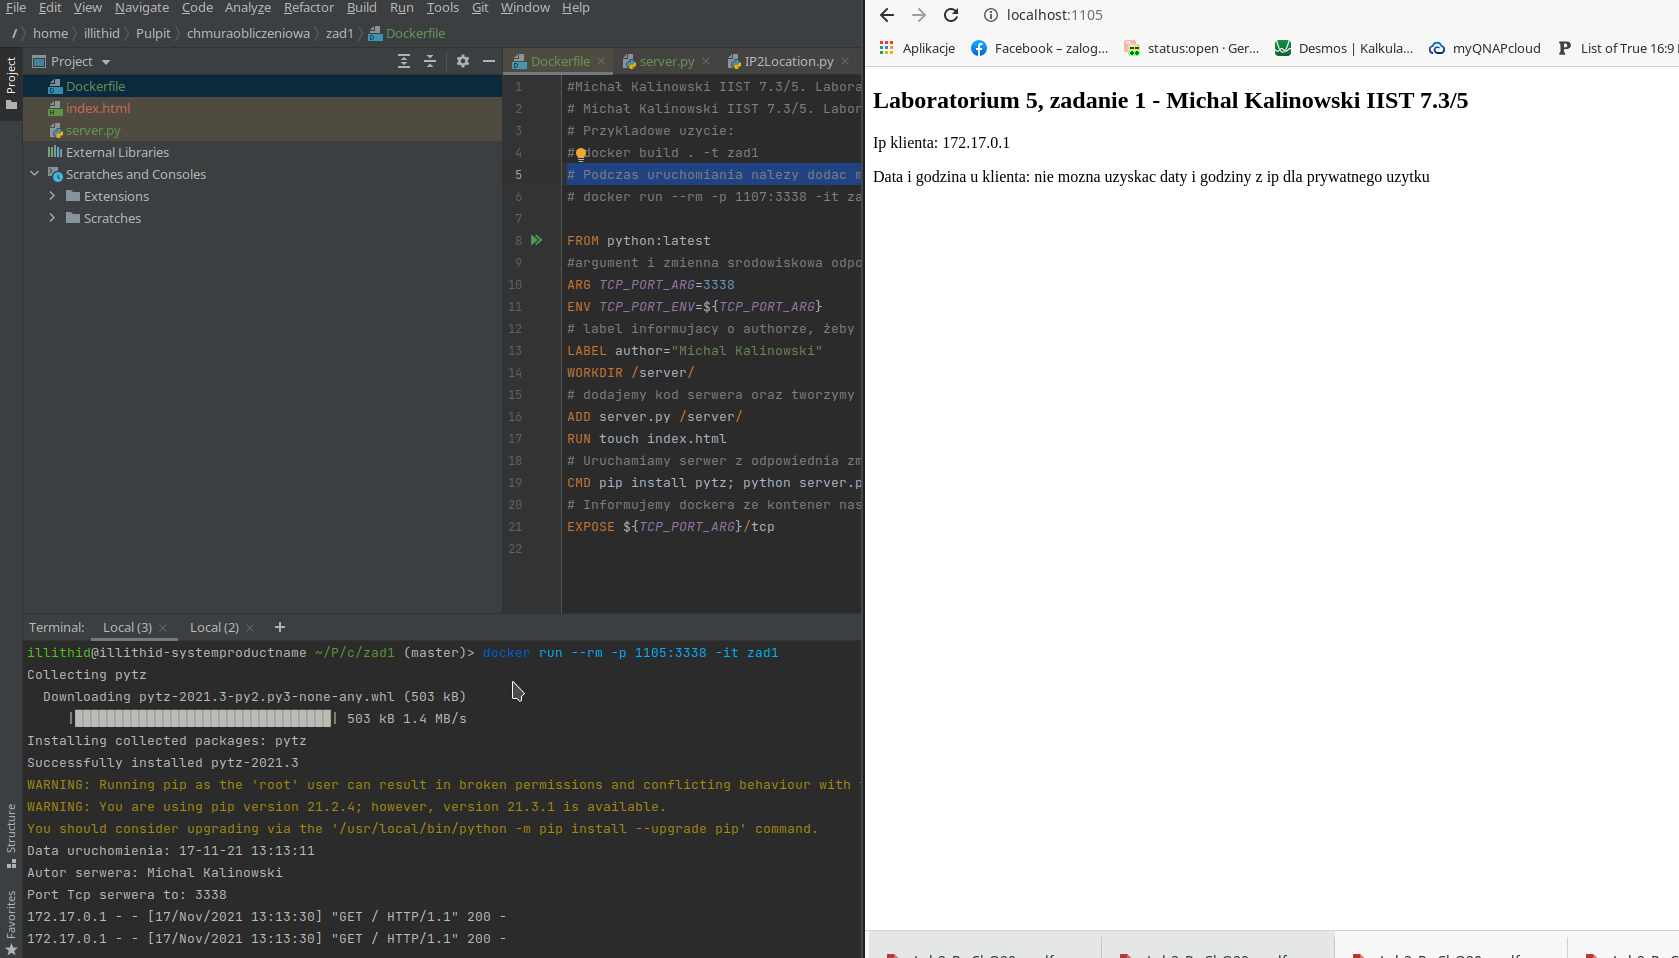 File Edit View Navigate Code Analyze Refactor Build Run Tools Git Window Help
/ home illithid Pulpit chmuraobliczeniowa zad1 Dockerfile
Project
Project
Dockerfile
index.html
server.py
External Libraries
Scratches and Consoles
Extensions
Scratches
Dockerfile server.py IP2Location.py
1 #Michał Kalinowski IIST 7.3/5. Labora
2 # Michał Kalinowski IIST 7.3/5. Labor
3 # Przykladowe uzycie:
4 # docker build . -t zad1
5 # Podczas uruchomiania nalezy dodac m
6 # docker run --rm -p 1107:3338 -it za
7
8 FROM python:latest
9 #argument i zmienna srodowiskowa odpo
10 ARG TCP_PORT_ARG=3338
11 ENV TCP_PORT_ENV=${TCP_PORT_ARG}
12 # label informujacy o authorze, żeby
13 LABEL author="Michal Kalinowski"
14 WORKDIR /server/
15 # dodajemy kod serwera oraz tworzymy
16 ADD server.py /server/
17 RUN touch index.html
18 # Uruchamiamy serwer z odpowiednia zm
19 CMD pip install pytz; python server.p
20 # Informujemy dockera ze kontener nas
21 EXPOSE ${TCP_PORT_ARG}/tcp
22
Terminal: Local (3) Local (2)
illithid@illithid-systemproductname ~/P/c/zad1 (master)> docker run --rm -p 1105:3338 -it zad1
Collecting pytz
Downloading pytz-2021.3-py2.py3-none-any.whl (503 kB)
|████████████████████████████████| 503 kB 1.4 MB/s
Installing collected packages: pytz
Successfully installed pytz-2021.3
WARNING: Running pip as the 'root' user can result in broken permissions and conflicting behaviour with
WARNING: You are using pip version 21.2.4; however, version 21.3.1 is available.
You should consider upgrading via the '/usr/local/bin/python -m pip install --upgrade pip' command.
Data uruchomienia: 17-11-21 13:13:11
Autor serwera: Michal Kalinowski
Port Tcp serwera to: 3338
172.17.0.1 - - [17/Nov/2021 13:13:30] "GET / HTTP/1.1" 200 -
172.17.0.1 - - [17/Nov/2021 13:13:30] "GET / HTTP/1.1" 200 -
Structure
Favorites
localhost:1105
Aplikacje Facebook – zalog... status:open · Ger... Desmos | Kalkula... myQNAPcloud List of True 16:9
Laboratorium 5, zadanie 1 - Michal Kalinowski IIST 7.3/5
Ip klienta: 172.17.0.1
Data i godzina u klienta: nie mozna uzyskac daty i godziny z ip dla prywatnego uzytku